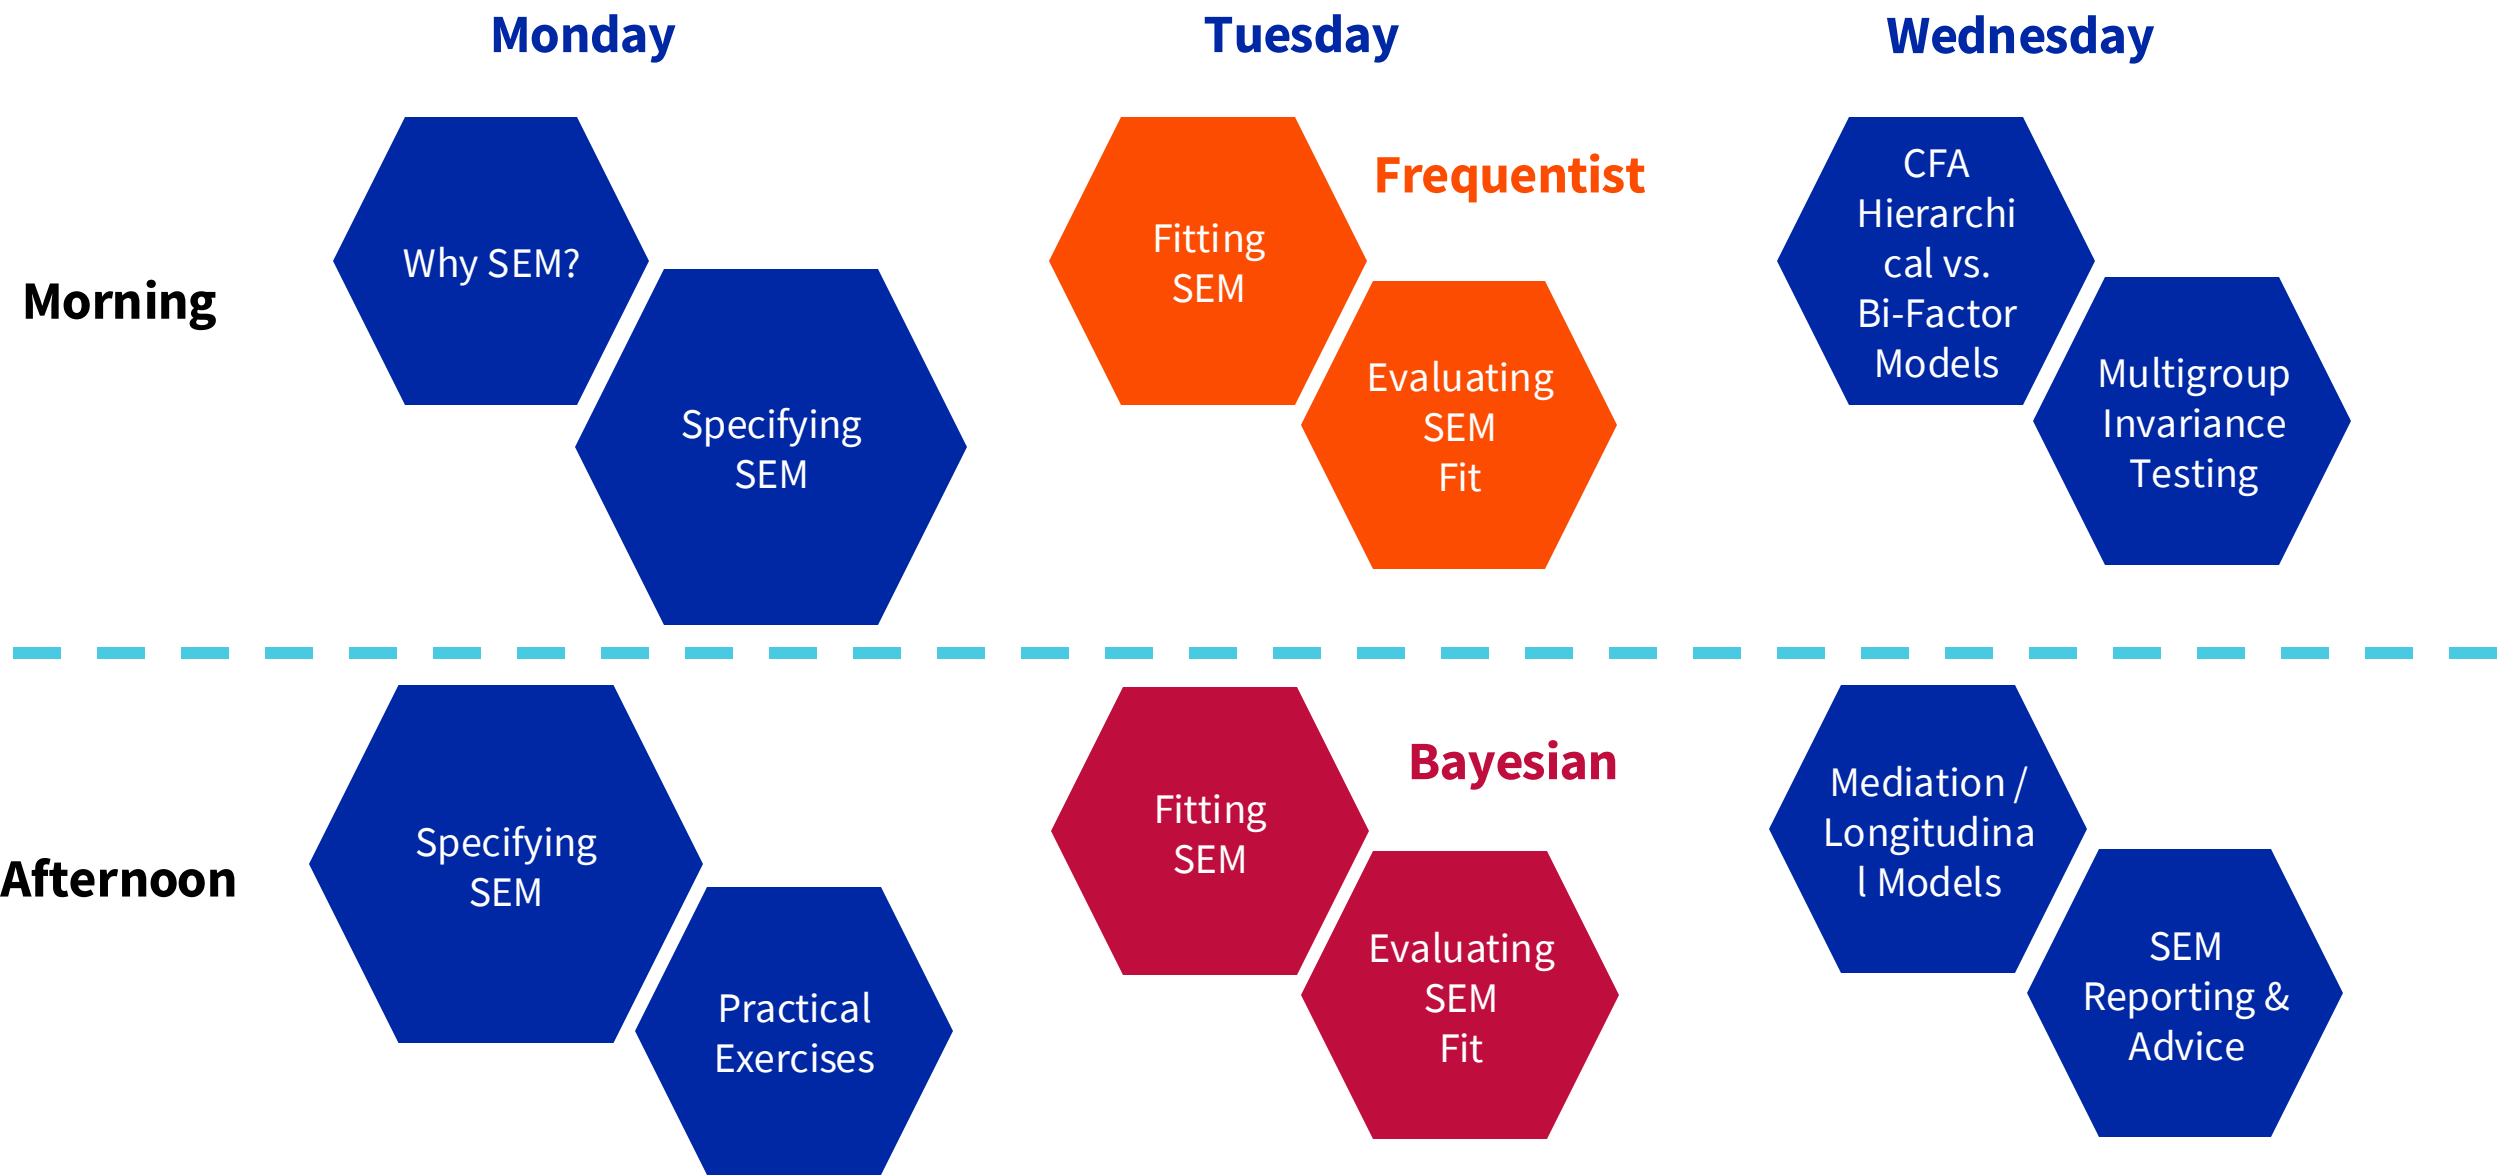 Monday
Tuesday
Wednesday
Morning
Why SEM?
Specifying
SEM
Frequentist
Fitting
SEM
Evaluating
SEM
Fit
CFA
Hierarchi
cal vs.
Bi-Factor
Models
Multigroup
Invariance
Testing
Afternoon
Specifying
SEM
Practical
Exercises
Bayesian
Fitting
SEM
Evaluating
SEM
Fit
Mediation /
Longitudina
l Models
SEM
Reporting &
Advice